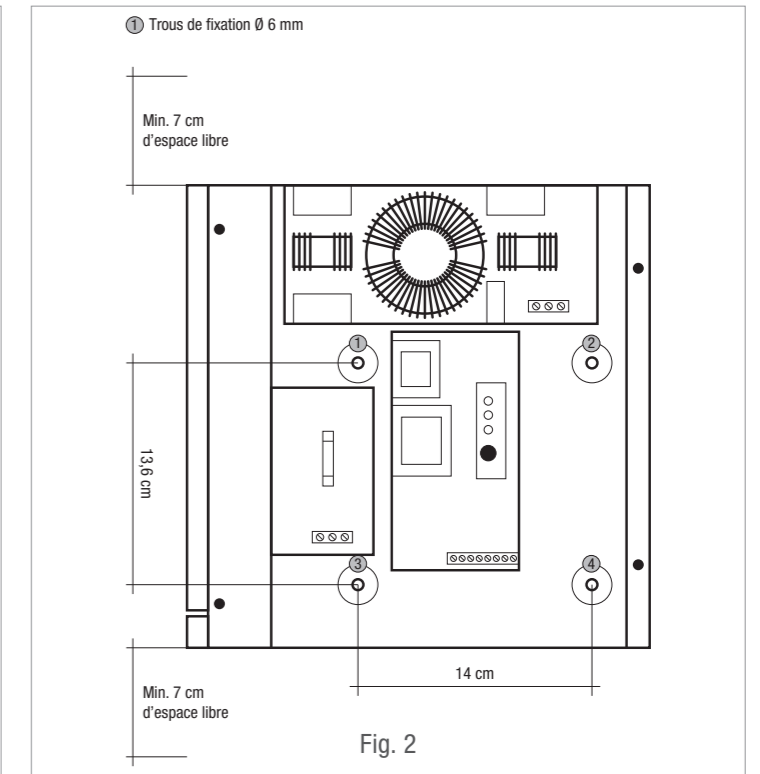 1 Trous de fixation Ø 6 mm
Min. 7 cm
d'espace libre
1
2
13,6 cm
3
4
14 cm
Min. 7 cm
d'espace libre
Fig. 2